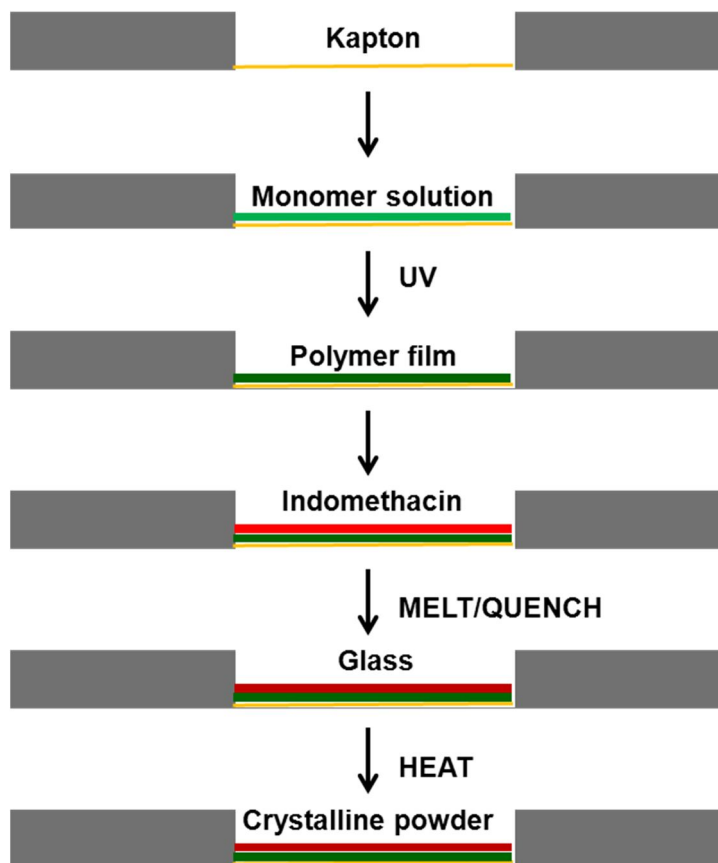 Kapton
Monomer solution
UV
Polymer film
Indomethacin
MELT/QUENCH
Glass
HEAT
Crystalline powder